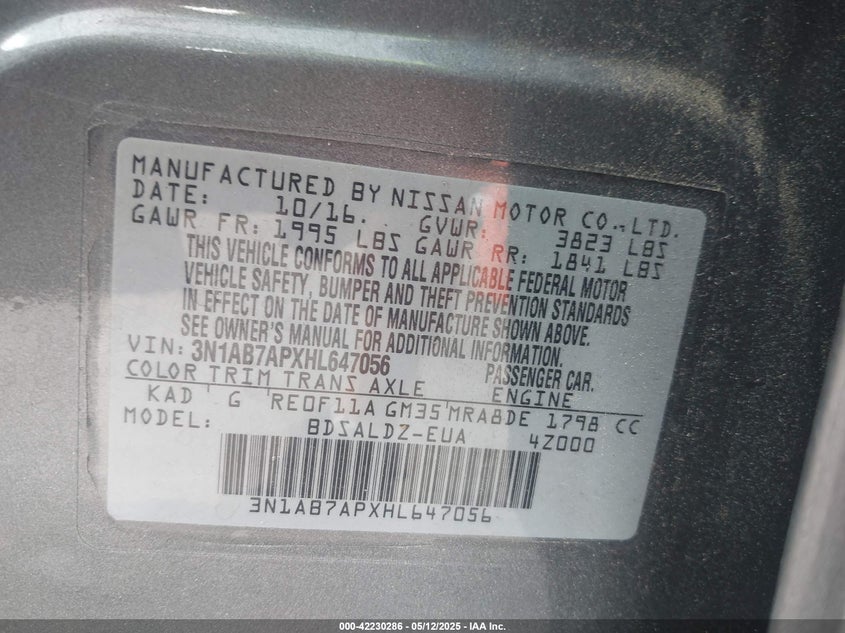 MANUFACTURED BY NISSAN MOTOR CO.,LTD.
DATE: 10/16. GVWR: 3823 LBS
GAWR FR: 1995 LBS GAWR RR: 1841 LBS
THIS VEHICLE CONFORMS TO ALL APPLICABLE FEDERAL MOTOR
VEHICLE SAFETY, BUMPER AND THEFT PREVENTION STANDARDS
IN EFFECT ON THE DATE OF MANUFACTURE SHOWN ABOVE.
SEE OWNER'S MANUAL FOR ADDITIONAL INFORMATION.
VIN: 3N1AB7APXHL647056 PASSENGER CAR.
COLOR TRIM TRANS AXLE ENGINE
KAD G RE0F11A GM35 MRA8DE 1798 CC
MODEL: BDSALDZ-EUA 4Z000
3N1AB7APXHL647056
000-42230286 - 05/12/2025 - IAA Inc.